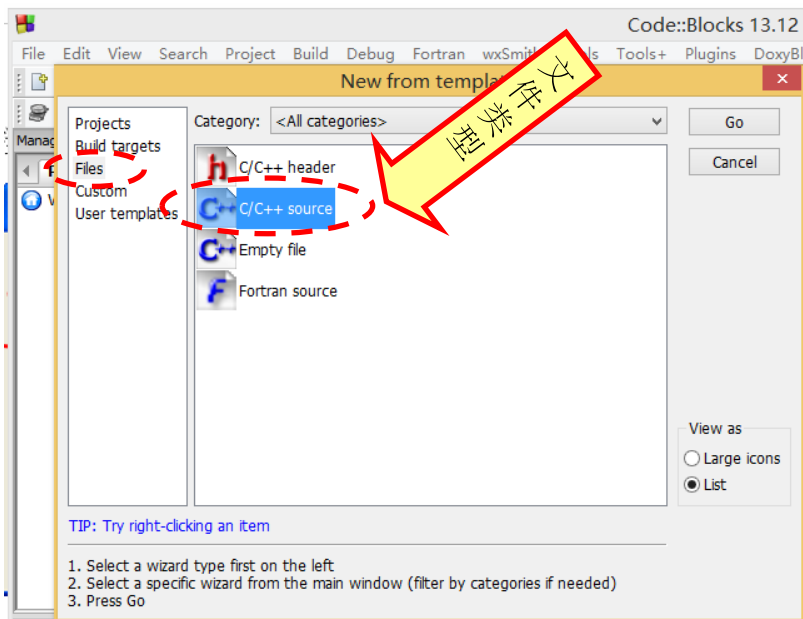 Code::Blocks 13.12
File Edit View Search Project Build Debug Fortran wxSmith Tools+ Plugins DoxyBl
New from templat
文件类型
Projects
Build targets
Files
Custom
User templates
Category: <All categories>
Go
Cancel
C/C++ header
C/C++ source
Empty file
Fortran source
View as
Large icons
List
TIP: Try right-clicking an item
1. Select a wizard type first on the left
2. Select a specific wizard from the main window (filter by categories if needed)
3. Press Go
Manag